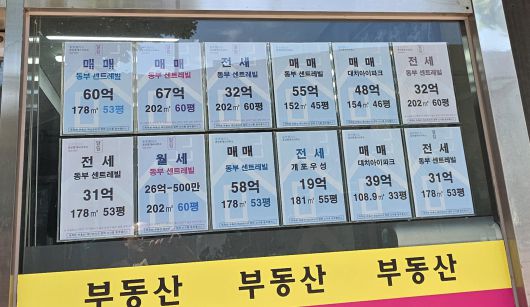 매 매
동부 센트레빌
60억
178㎡ 53평
매 매
동부 센트레빌
67억
202㎡ 60평
전 세
동부 센트레빌
32억
202㎡ 60평
매 매
동부 센트레빌
55억
152㎡ 45평
매 매
대치아이파크
48억
154㎡ 46평
전 세
동부 센트레빌
32억
202㎡ 60평
전 세
동부 센트레빌
31억
178㎡ 53평
월 세
동부 센트레빌
26억-500만
202㎡ 60평
매 매
동부 센트레빌
58억
178㎡ 53평
전 세
개포우성
19억
181㎡ 55평
매 매
대치아이파크
39억
108.9㎡ 33평
전 세
동부 센트레빌
31억
178㎡ 53평
부동산 부동산 부동산